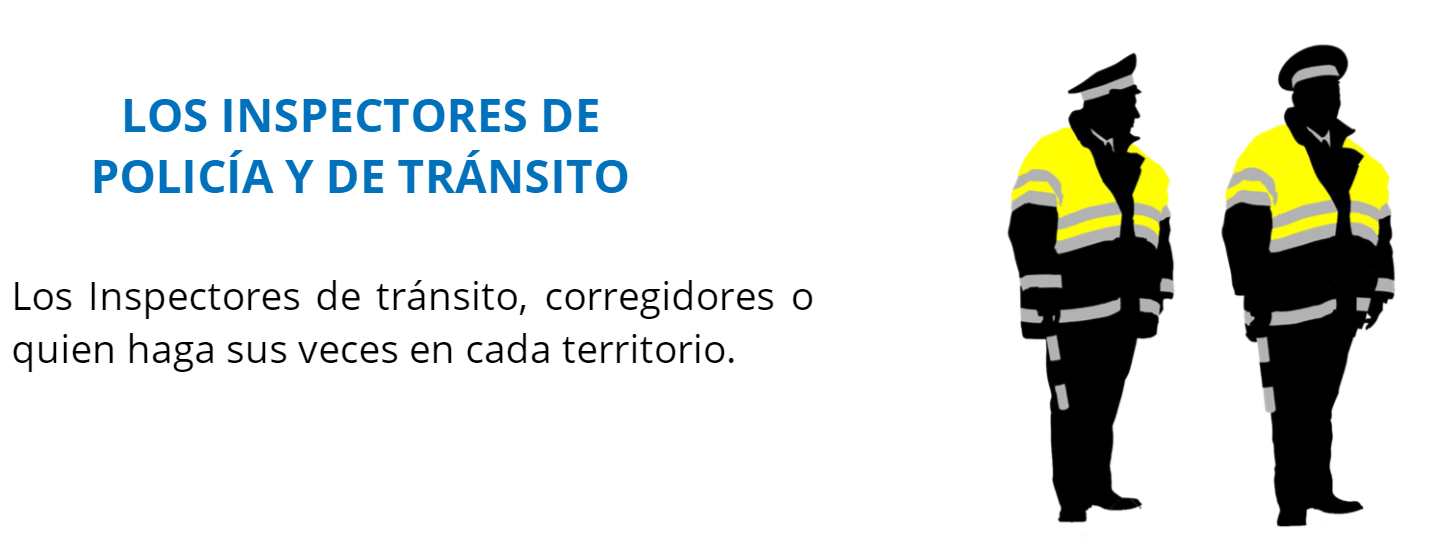 LOS INSPECTORES DE
POLICÍA Y DE TRÁNSITO
Los Inspectores de tránsito, corregidores o
quien haga sus veces en cada territorio.